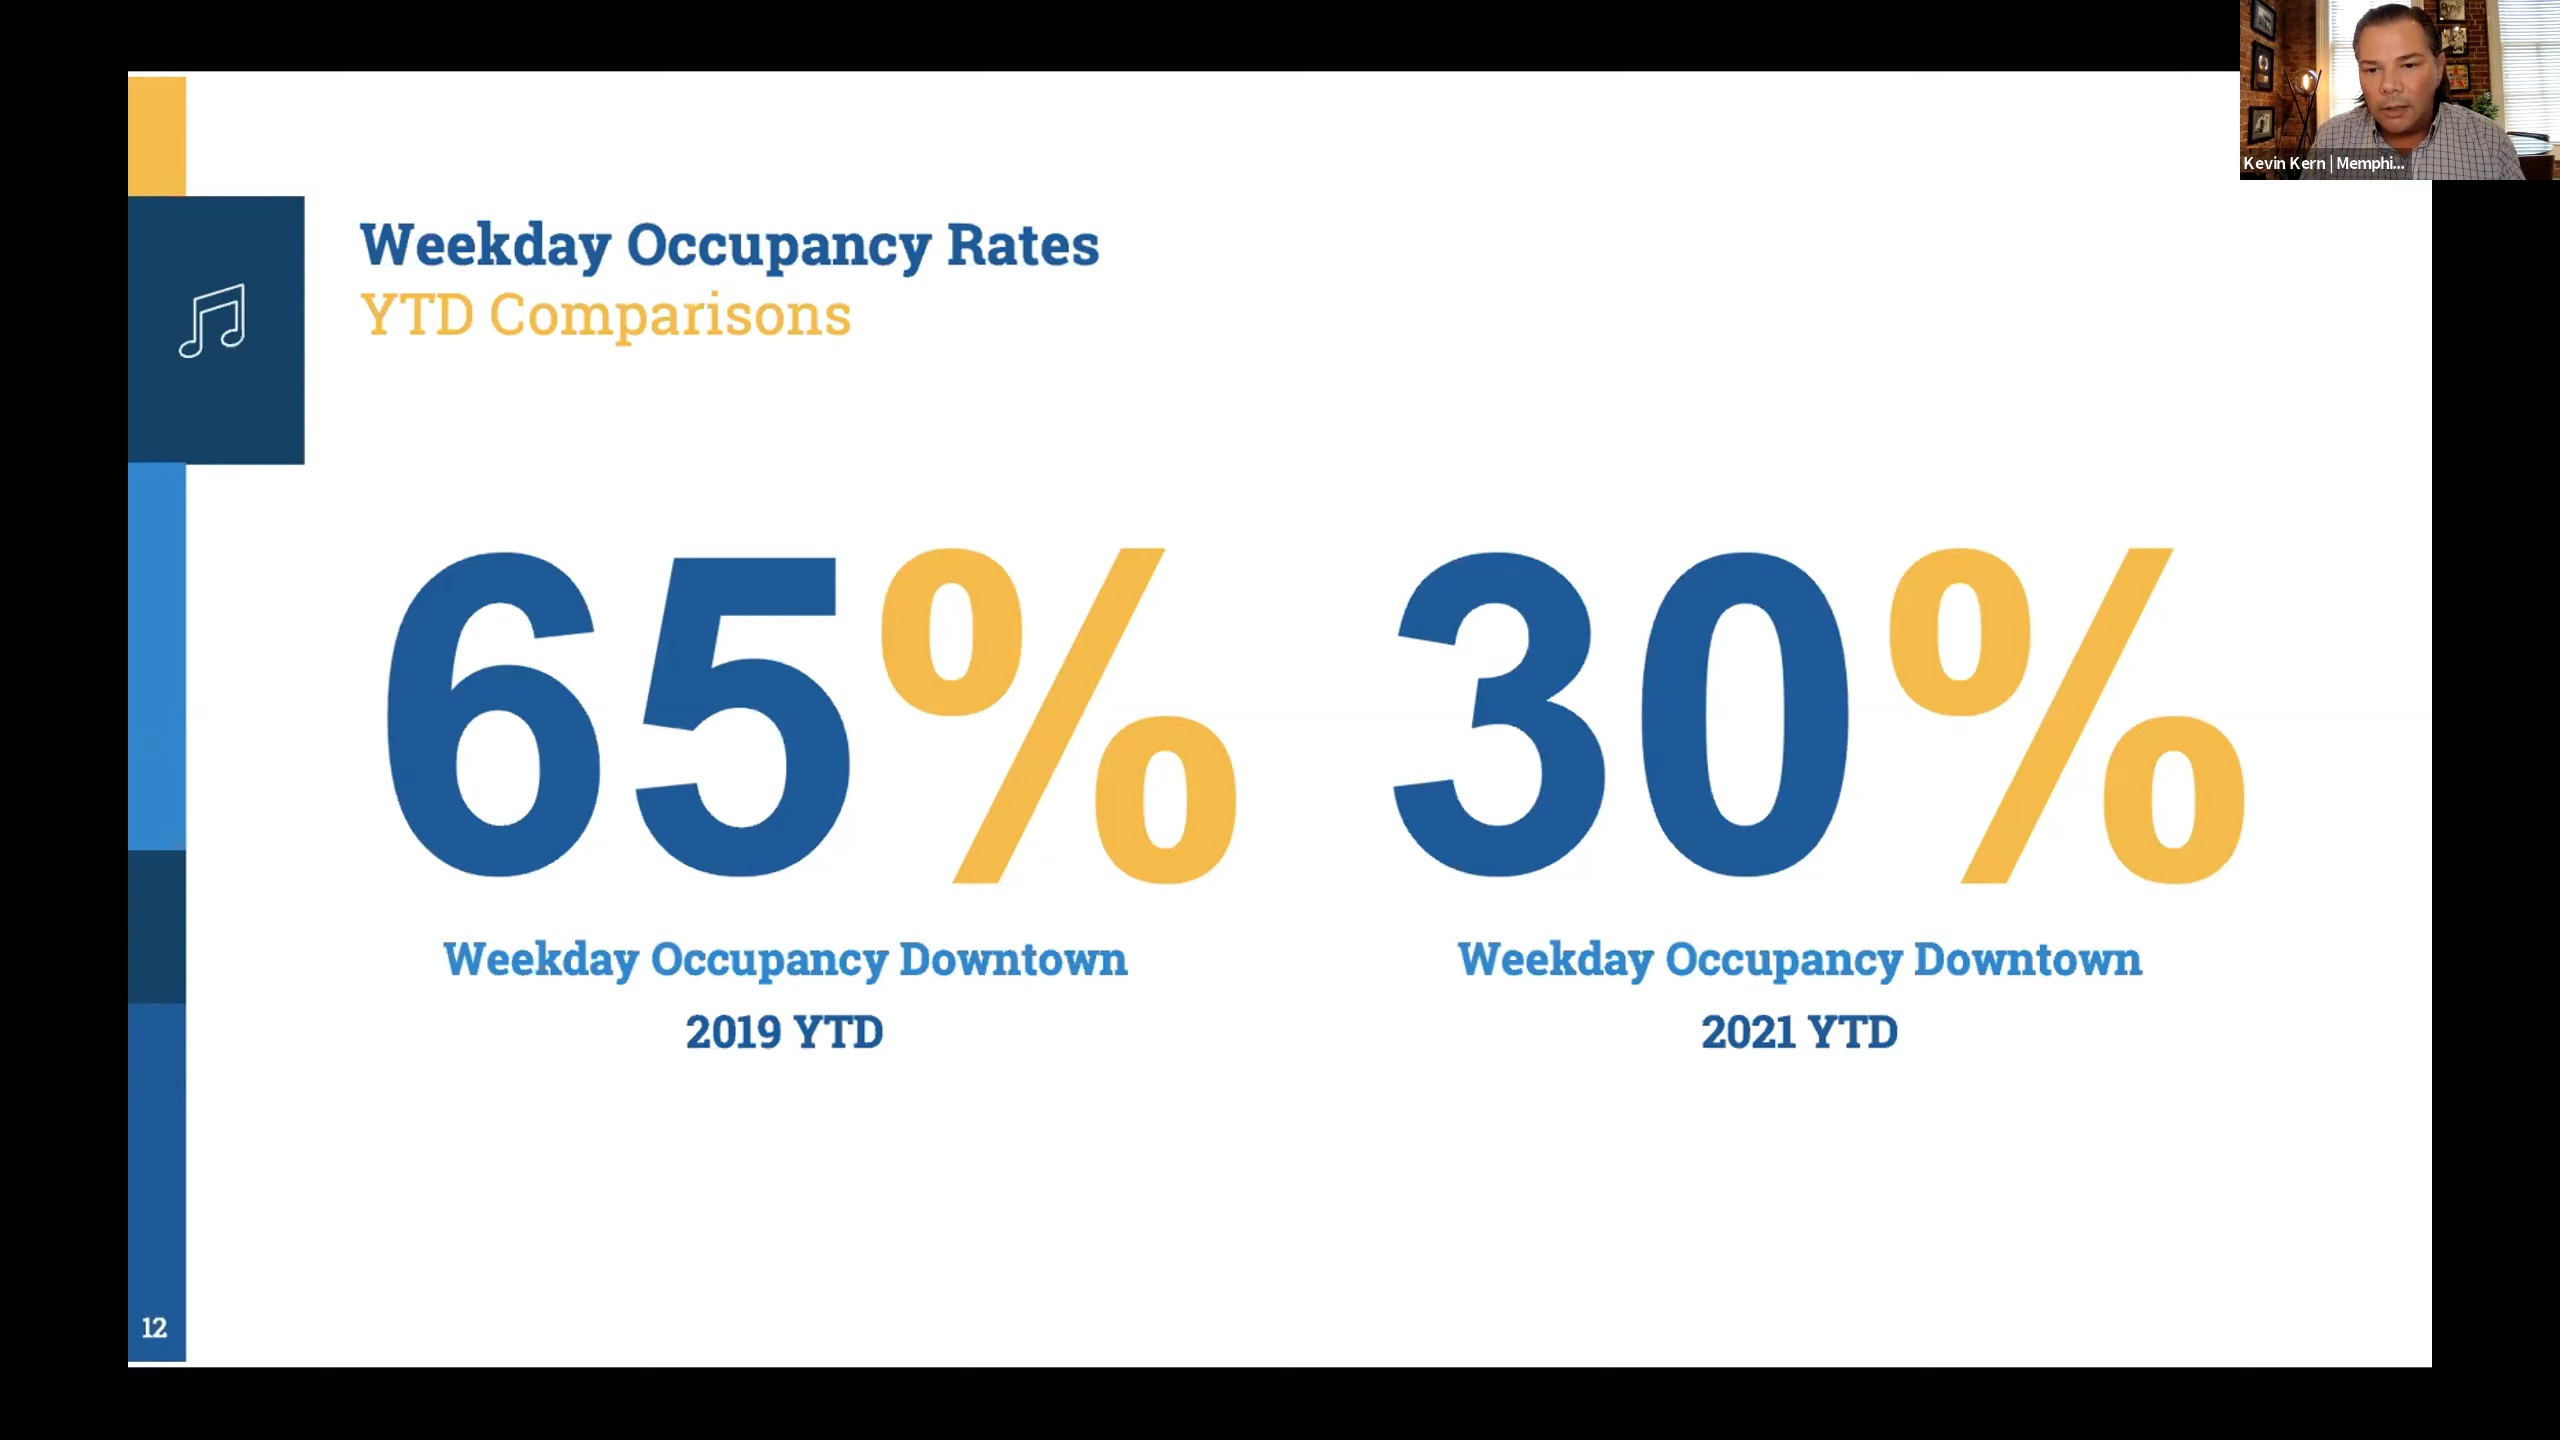 Kevin Kern | Memphi...
Weekday Occupancy Rates
YTD Comparisons
65%
Weekday Occupancy Downtown
2019 YTD
30%
Weekday Occupancy Downtown
2021 YTD
12